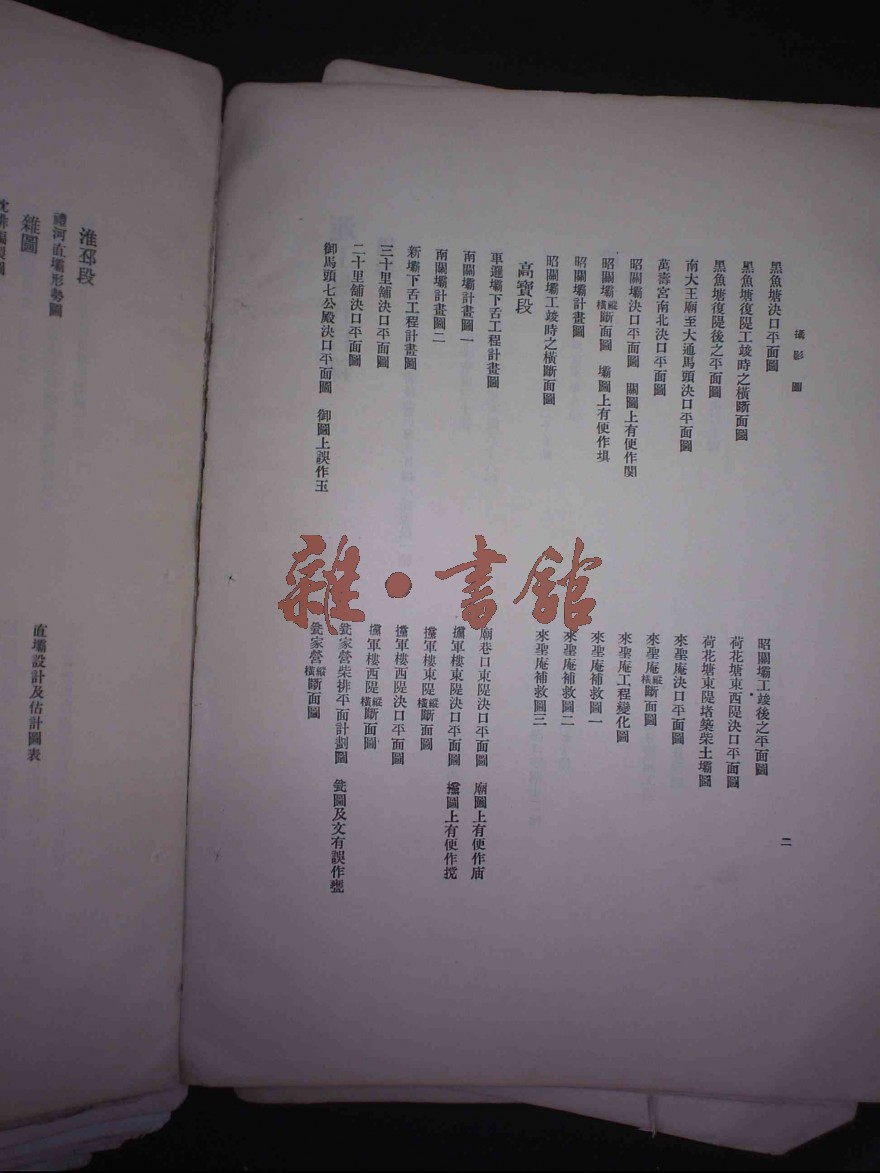 攝影 圖
二
黑魚塘決口平面圖
黑魚塘復隄工竣時之橫斷面圖
黑魚塘復隄後之平面圖
南大王廟至大通馬頭決口平面圖
萬壽宮南北決口平面圖
昭關壩決口平面圖 關圖上有便作関
昭關壩縱橫斷面圖 壩圖上有便作垻
昭關壩計畫圖
昭關壩工竣時之橫斷面圖
高寶段
車邏壩下舌工程計畫圖
南關壩計畫圖一
南關壩計畫圖二
新壩下舌工程計畫圖
三十里舖決口平面圖
二十里舖決口平面圖
御馬頭七公殿決口平面圖 御圖上誤作玉
昭關壩工竣後之平面圖
荷花塘東西隄決口平面圖
荷花塘東隄堵築柴土壩圖
來聖庵決口平面圖
來聖庵縱橫斷面圖
來聖庵工程變化圖
來聖庵補救圖一
來聖庵補救圖二
來聖庵補救圖三
廟巷口東隄決口平面圖 廟圖上有便作庙
攩軍樓東隄決口平面圖 攩圖上有便作挡
攩軍樓東隄縱橫斷面圖
攩軍樓西隄決口平面圖
攩軍樓西隄縱橫斷面圖
瓮家營柴排平面計劃圖 瓮圖及文有誤作甕
瓮家營縱橫斷面圖
淮邳段
禮河直壩形勢圖
雜圖
直壩設計及估計圖表
雜·書館